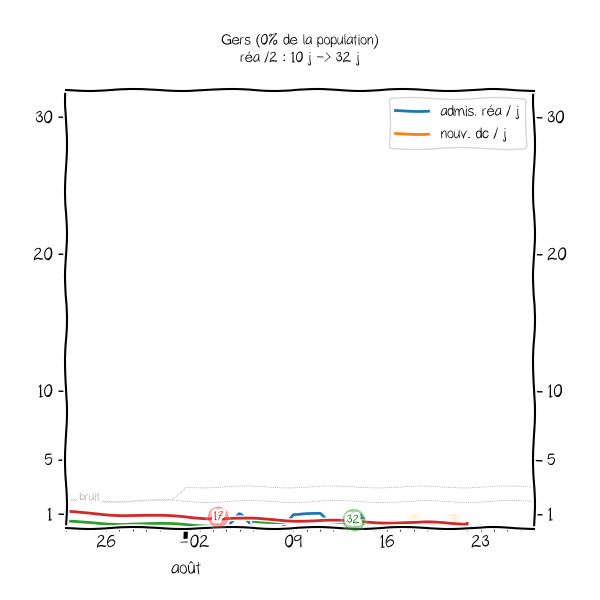 Gers (0% de la population)
réa /2 : 10 j -> 32 j
admis. réa / j
nouv. dc / j
30
30
20
20
10
10
5
5
bruit
1
17
32
1
26
02
09
16
23
août